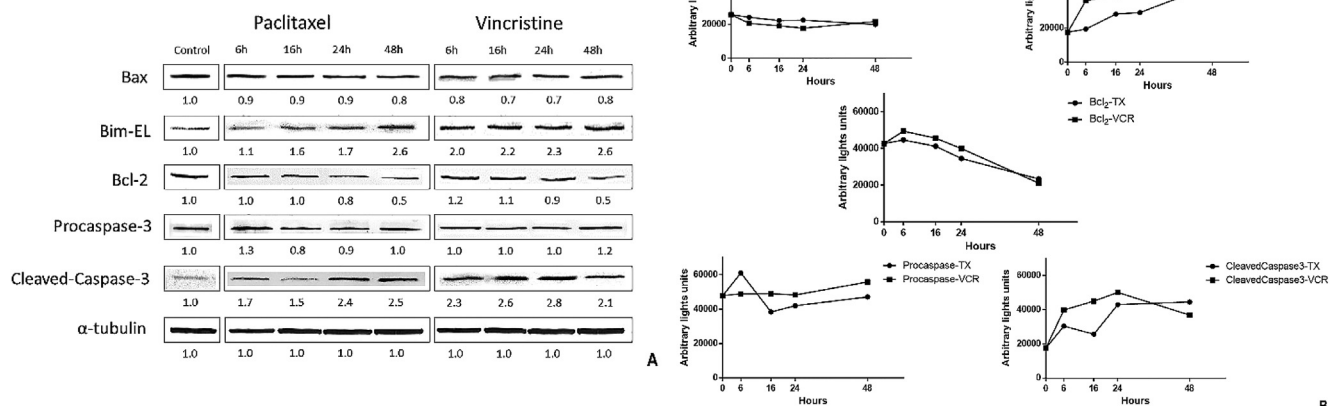 Paclitaxel Vincristine
Control 6h 16h 24h 48h 6h 16h 24h 48h
Bax
1.0 0.9 0.9 0.9 0.8 0.8 0.7 0.7 0.8
Bim-EL
1.0 1.1 1.6 1.7 2.6 2.0 2.2 2.3 2.6
Bcl-2
1.0 1.0 1.0 0.8 0.5 1.2 1.1 0.9 0.5
Procaspase-3
1.0 1.3 0.8 0.9 1.0 1.0 1.0 1.0 1.2
Cleaved-Caspase-3
1.0 1.7 1.5 2.4 2.5 2.3 2.6 2.8 2.1
α-tubulin
1.0 1.0 1.0 1.0 1.0 1.0 1.0 1.0 1.0
A
Arbitrary
20000
0
0 6 16 24 48
Hours
Arbitrary
20000
0
0 6 16 24 48
Hours
Bcl₂-TX
Bcl₂-VCR
Arbitrary lights units
60000
40000
20000
0
0 6 16 24 48
Hours
Procaspase-TX
Procaspase-VCR
Arbitrary lights units
60000
40000
20000
0
0 6 16 24 48
Hours
CleavedCaspase3-TX
CleavedCaspase3-VCR
Arbitrary lights units
60000
40000
20000
0
0 6 16 24 48
Hours